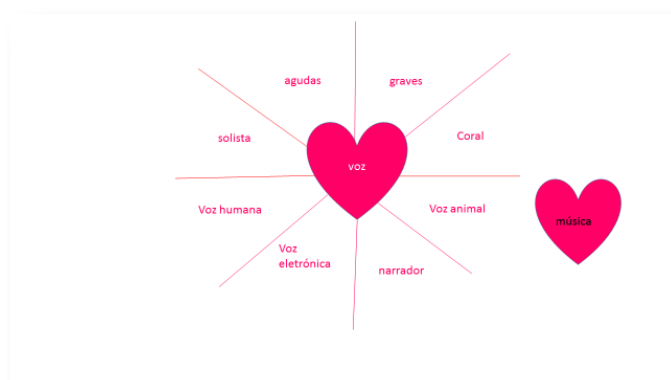 agudas
graves
solista
Coral
voz
Voz humana
Voz animal
música
Voz
eletrónica
narrador